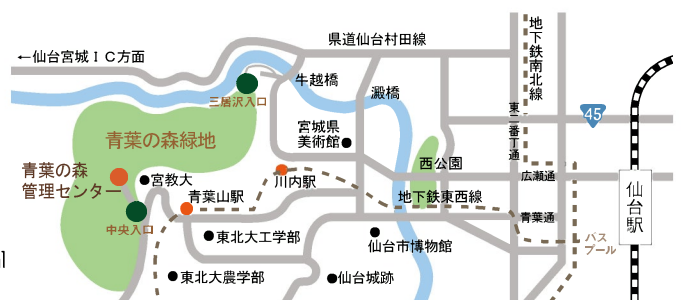 県道仙台村田線
←仙台宮城ＩＣ方面
地下鉄南北線
牛越橋
澱橋
三居沢入口
45
東二番丁通
宮城県
美術館
青葉の森緑地
西公園
青葉の森
管理センター
宮教大
川内駅
広瀬通
青葉山駅
地下鉄東西線
仙台駅
青葉通
中央入口
東北大工学部
仙台市博物館
バス
プール
東北大農学部
仙台城跡